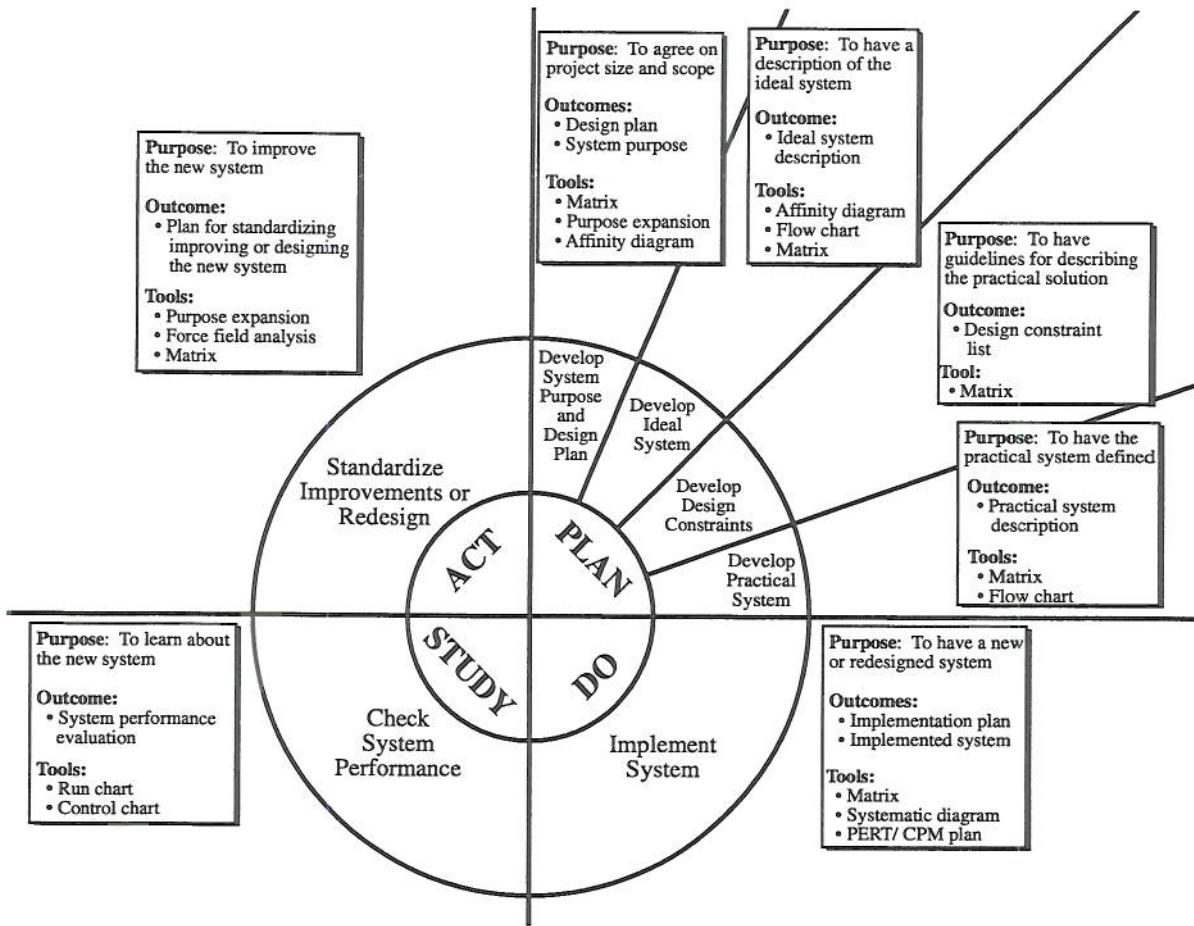 Purpose: To agree on
project size and scope
Outcomes:
• Design plan
• System purpose
Tools:
• Matrix
• Purpose expansion
• Affinity diagram
Purpose: To have a
description of the
ideal system
Outcome:
• Ideal system
description
Tools:
• Affinity diagram
• Flow chart
• Matrix
Purpose: To improve
the new system
Outcome:
• Plan for standardizing
improving or designing
the new system
Tools:
• Purpose expansion
• Force field analysis
• Matrix
Purpose: To have
guidelines for describing
the practical solution
Outcome:
• Design constraint
list
Tool:
• Matrix
Develop
System
Purpose
and
Design
Plan
Develop
Ideal
System
Develop
Design
Constraints
Develop
Practical
System
Standardize
Improvements or
Redesign
ACT
PLAN
Purpose: To have the
practical system defined
Outcome:
• Practical system
description
Tools:
• Matrix
• Flow chart
Purpose: To learn about
the new system
Outcome:
• System performance
evaluation
Tools:
• Run chart
• Control chart
STUDY
DO
Check
System
Performance
Implement
System
Purpose: To have a new
or redesigned system
Outcomes:
• Implementation plan
• Implemented system
Tools:
• Matrix
• Systematic diagram
• PERT/ CPM plan